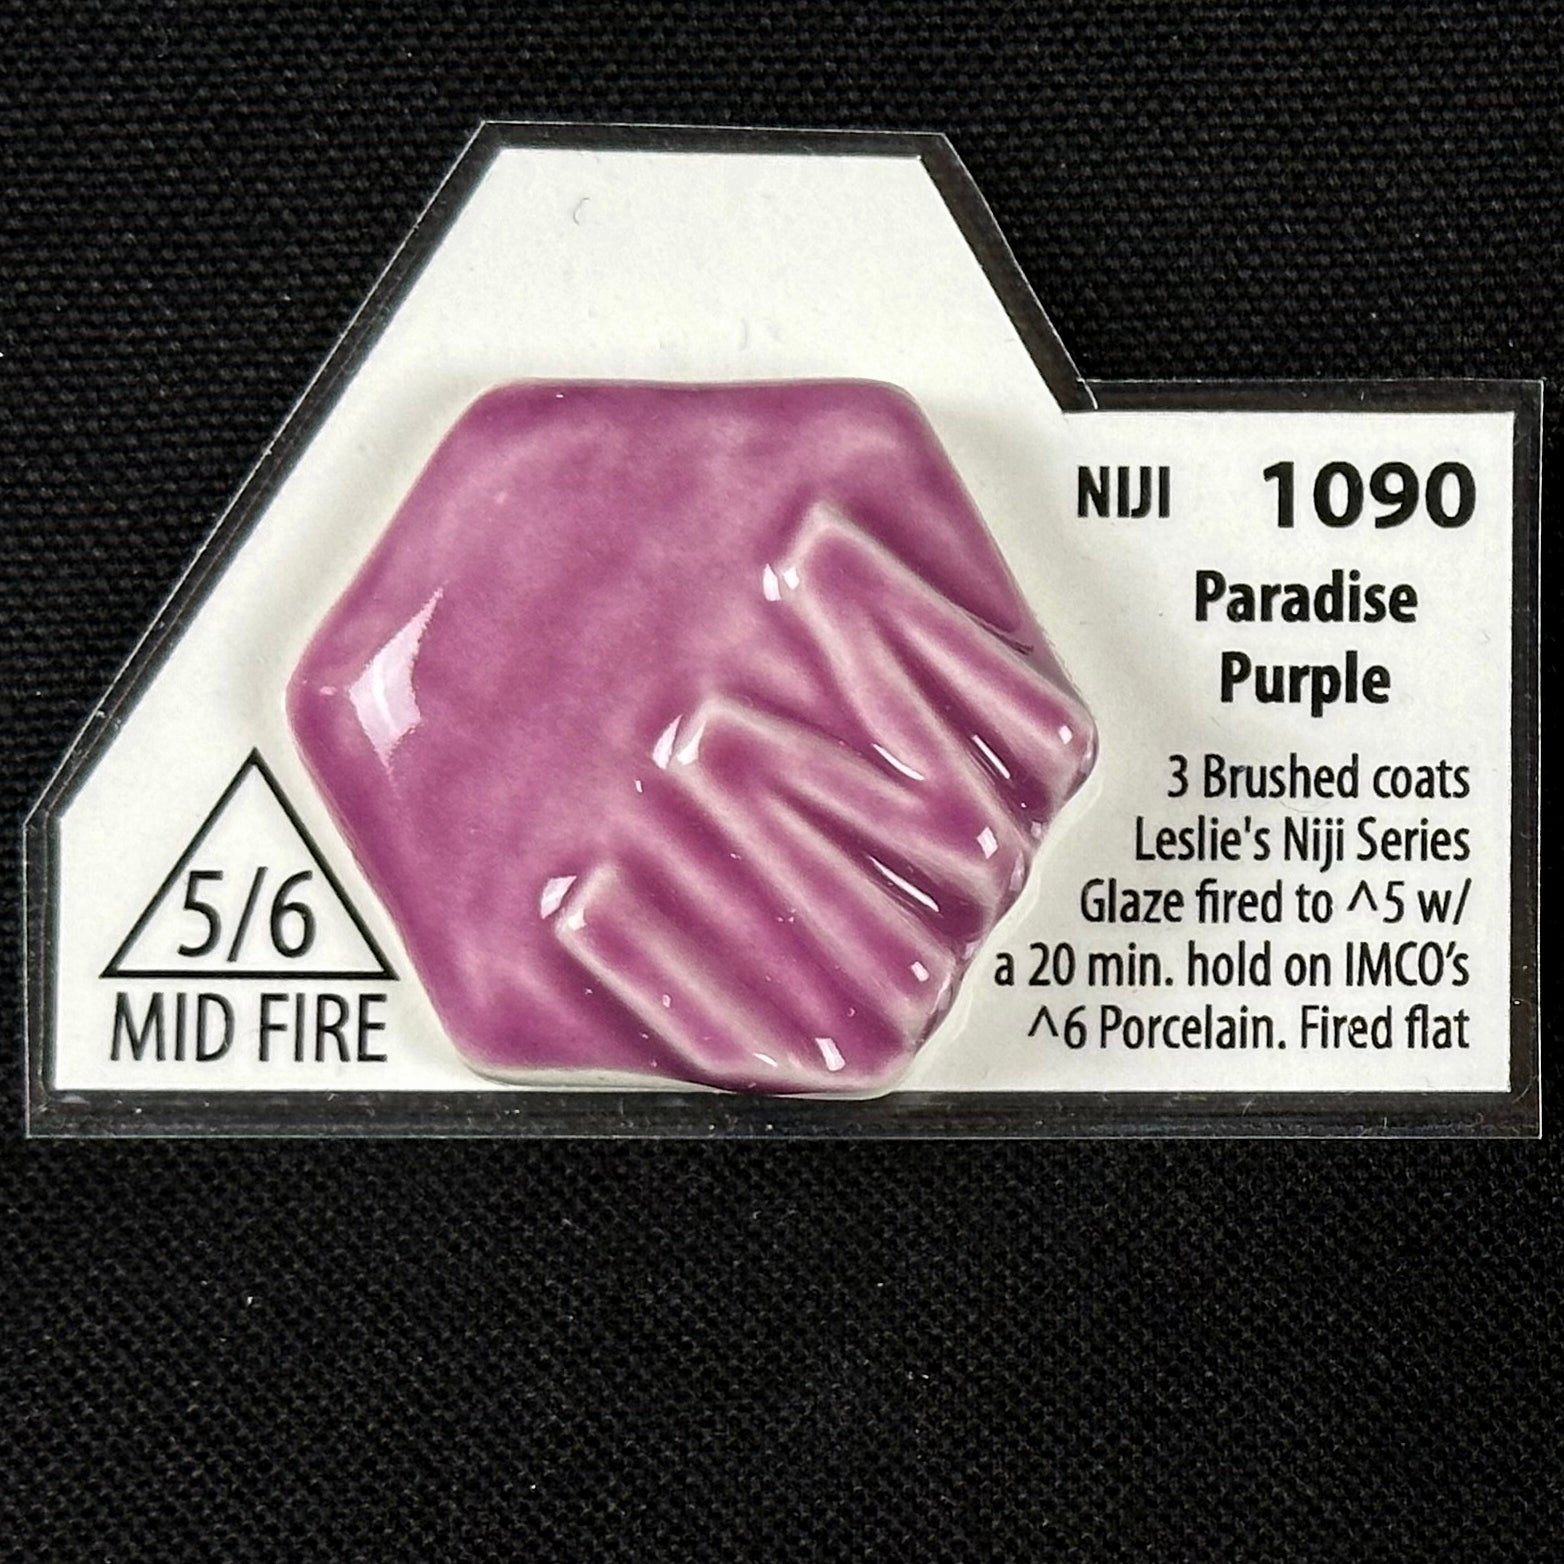 NIJI 1090
Paradise
Purple
3 Brushed coats
Leslie's Niji Series
Glaze fired to ^5 w/
a 20 min. hold on IMCO's
^6 Porcelain. Fired flat
5/6
MID FIRE